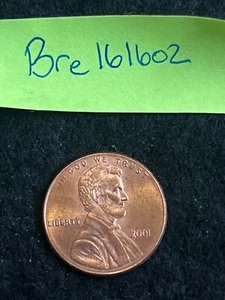 Bre 161602
IN GOD WE TRUST
LIBERTY
2001